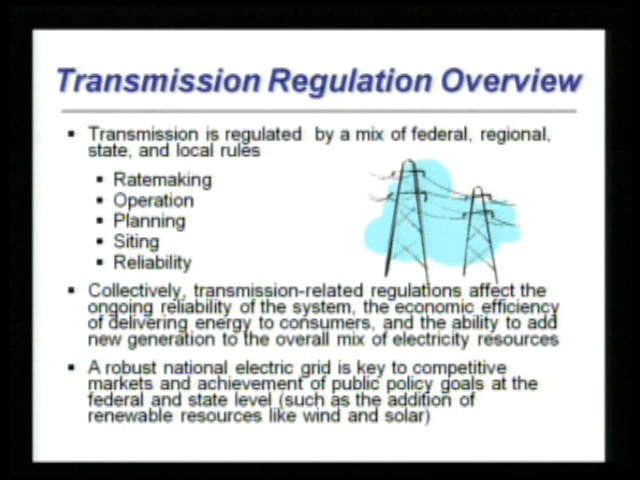 Transmission Regulation Overview
▪ Transmission is regulated by a mix of federal, regional,
state, and local rules
▪ Ratemaking
▪ Operation
▪ Planning
▪ Siting
▪ Reliability
▪ Collectively, transmission-related regulations affect the
ongoing reliability of the system, the economic efficiency
of delivering energy to consumers, and the ability to add
new generation to the overall mix of electricity resources
▪ A robust national electric grid is key to competitive
markets and achievement of public policy goals at the
federal and state level (such as the addition of
renewable resources like wind and solar)